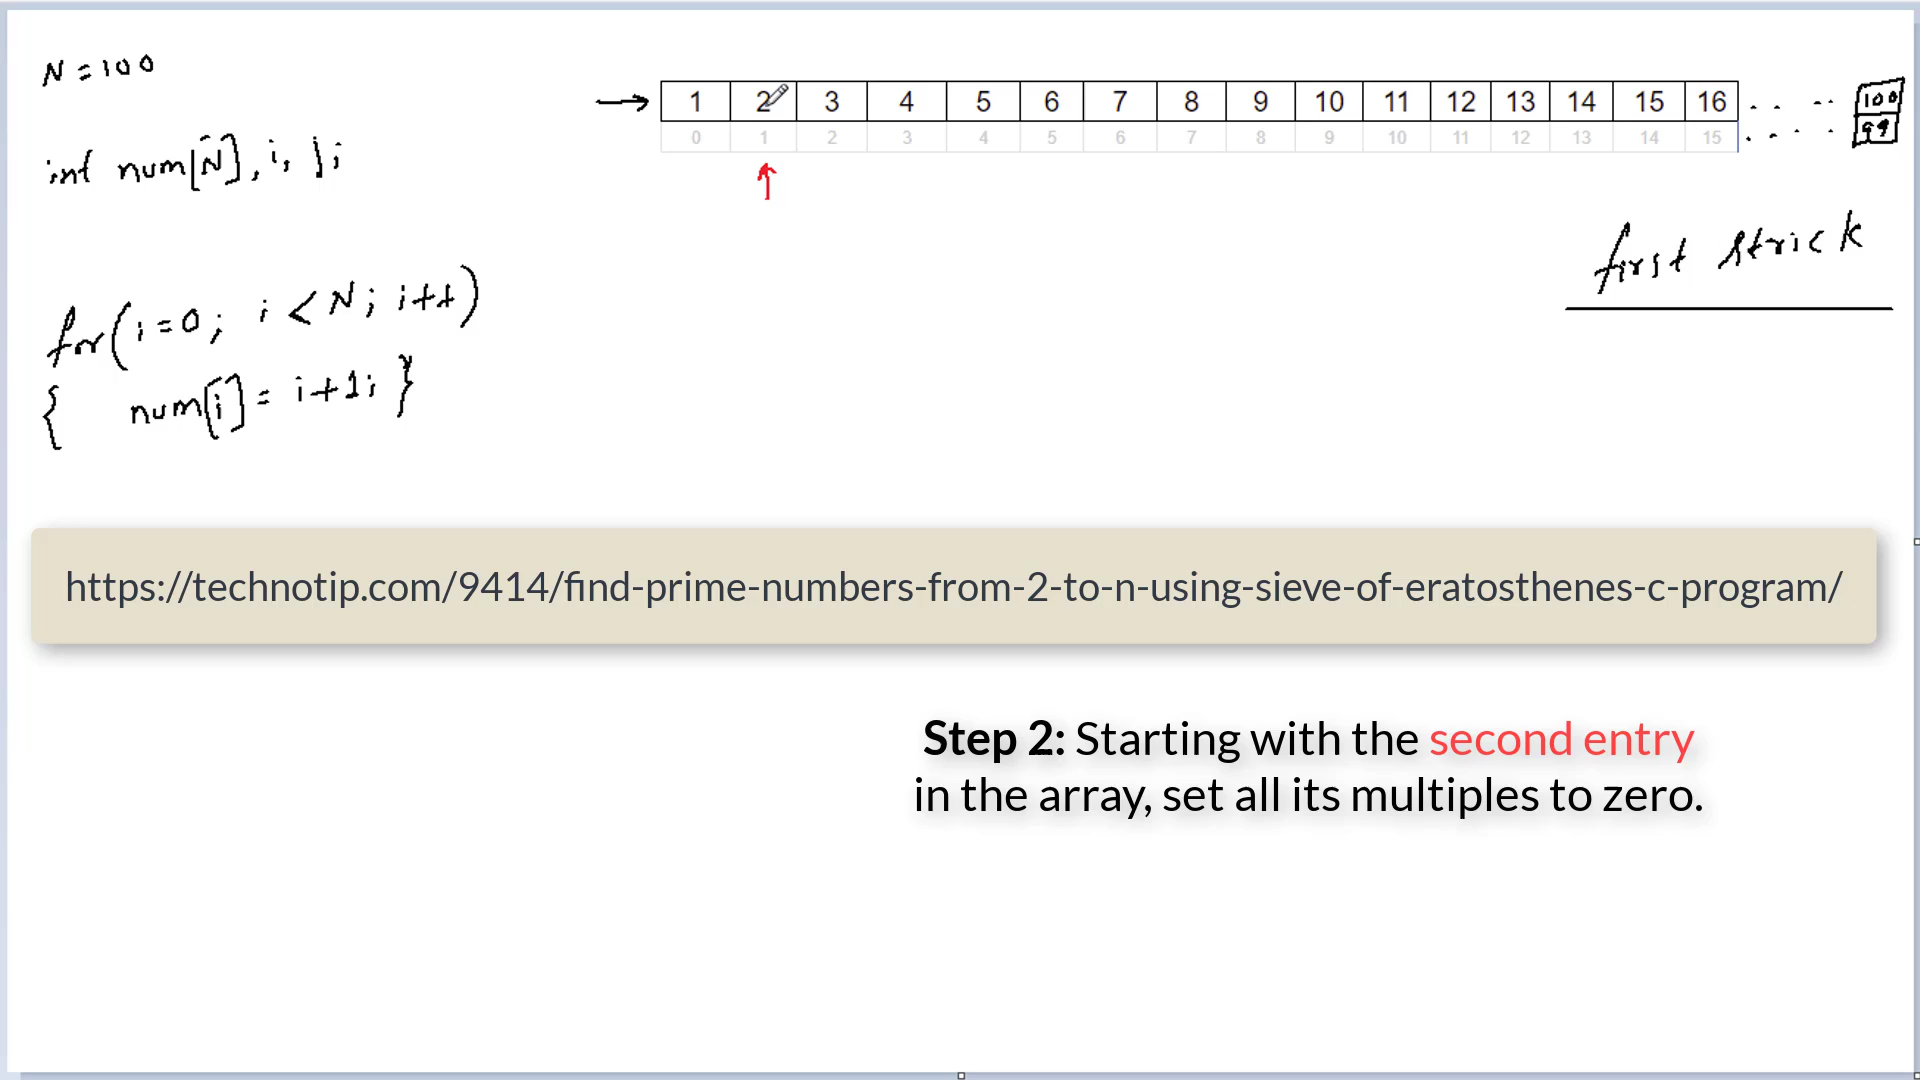 N = 100
1 2 3 4 5 6 7 8 9 10 11 12 13 14 15 16 100
0 1 2 3 4 5 6 7 8 9 10 11 12 13 14 15 99
int num[N], i, j;
first strick
for(i=0; i<N; i++)
{ num[i] = i+1; }
https://technotip.com/9414/find-prime-numbers-from-2-to-n-using-sieve-of-eratosthenes-c-program/
Step 2: Starting with the second entry
in the array, set all its multiples to zero.